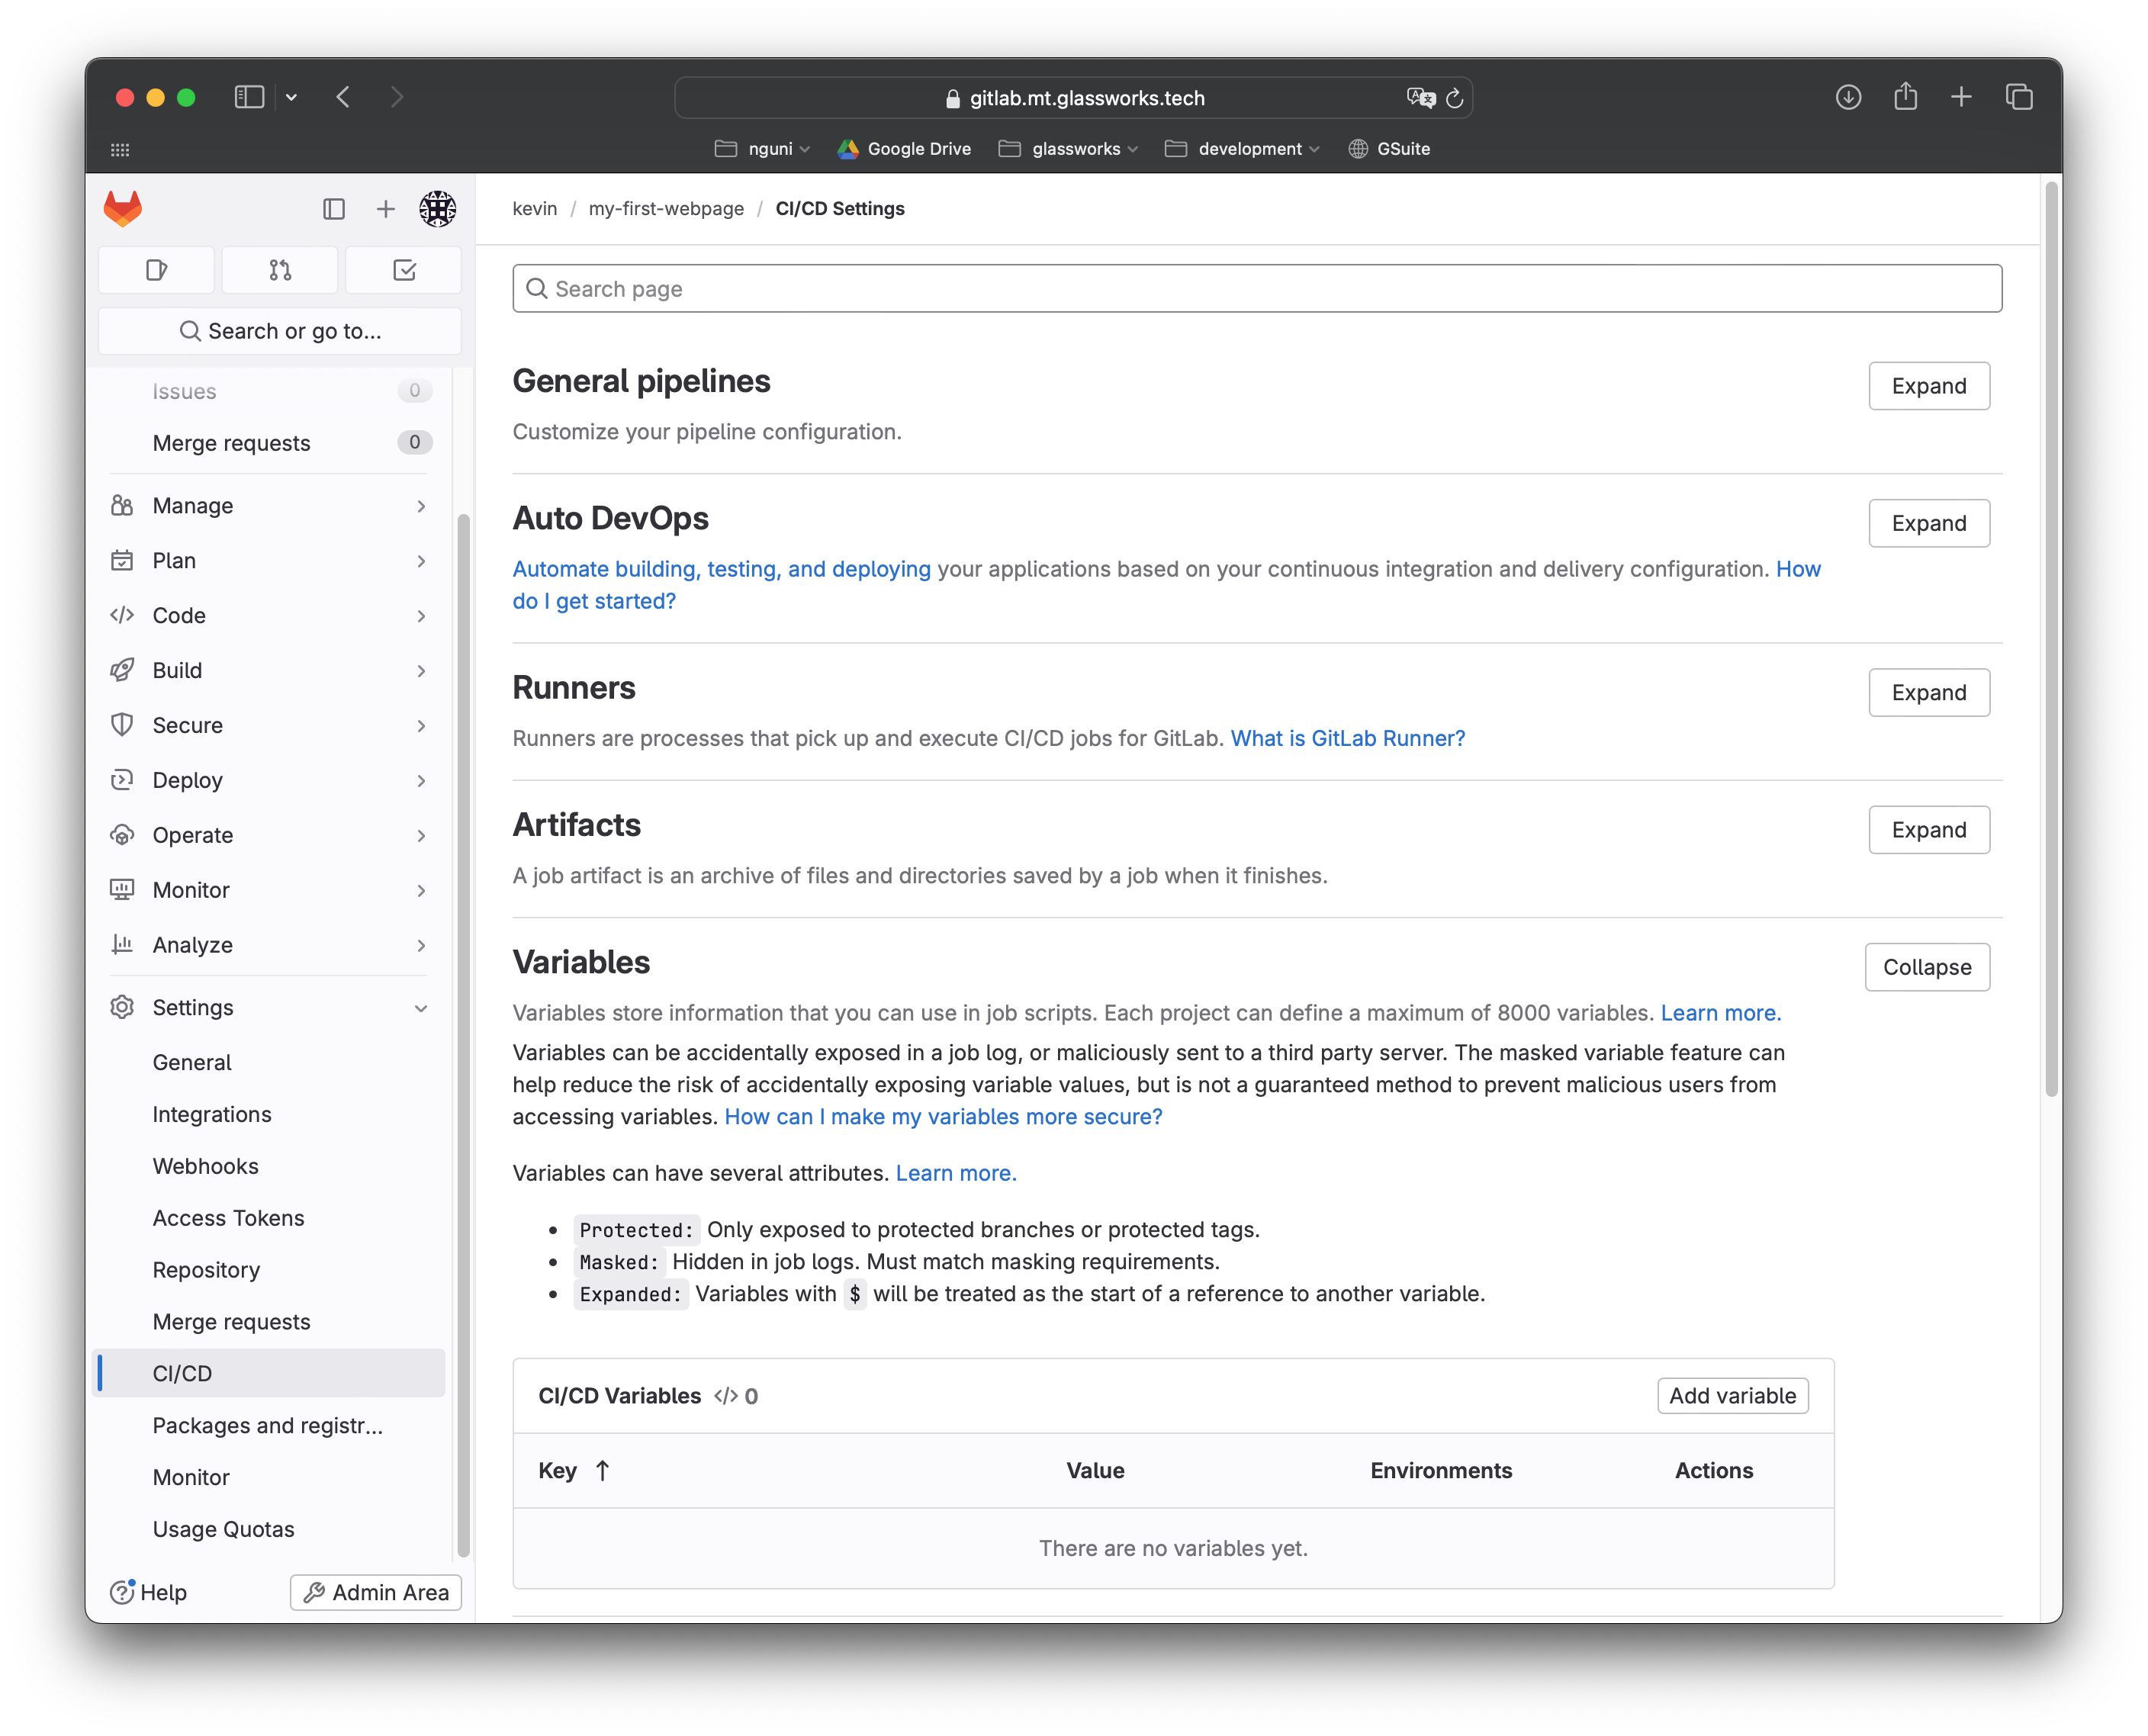 gitlab.mt.glassworks.tech
nguni
Google Drive
glassworks
development
GSuite
kevin / my-first-webpage / CI/CD Settings
Search or go to...
Issues 0
Merge requests 0
Manage
Plan
Code
Build
Secure
Deploy
Operate
Monitor
Analyze
Settings
General
Integrations
Webhooks
Access Tokens
Repository
Merge requests
CI/CD
Packages and registr...
Monitor
Usage Quotas
Help
Admin Area
Search page
General pipelines
Expand
Customize your pipeline configuration.
Auto DevOps
Expand
Automate building, testing, and deploying your applications based on your continuous integration and delivery configuration. How
do I get started?
Runners
Expand
Runners are processes that pick up and execute CI/CD jobs for GitLab. What is GitLab Runner?
Artifacts
Expand
A job artifact is an archive of files and directories saved by a job when it finishes.
Variables
Collapse
Variables store information that you can use in job scripts. Each project can define a maximum of 8000 variables. Learn more.
Variables can be accidentally exposed in a job log, or maliciously sent to a third party server. The masked variable feature can
help reduce the risk of accidentally exposing variable values, but is not a guaranteed method to prevent malicious users from
accessing variables. How can I make my variables more secure?
Variables can have several attributes. Learn more.
• Protected: Only exposed to protected branches or protected tags.
• Masked: Hidden in job logs. Must match masking requirements.
• Expanded: Variables with $ will be treated as the start of a reference to another variable.
CI/CD Variables </> 0
Add variable
Key ↑ Value Environments Actions
There are no variables yet.